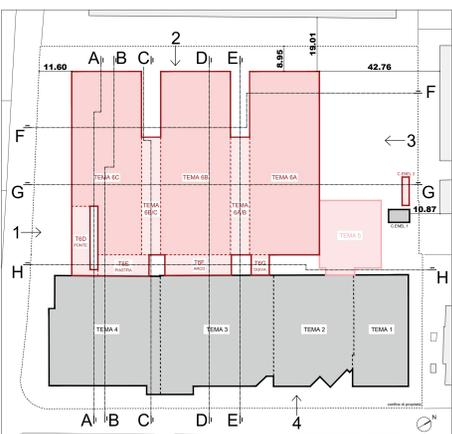 2
A B C D E
11.60
8.95
19.01
42.76
F
F
3
TEMA 6C
TEMA 6B
TEMA 6A
C.ENEL 2
G
G
TEMA
6B/C
TEMA
6A/B
10.87
C.ENEL 1
1
T6D
PONTE
TEMA 5
H
T6E
PIASTRA
T6F
ARCO
T6G
H
TEMA 4
TEMA 3
TEMA 2
TEMA 1
confine di proprietà
A B C D E
4
N